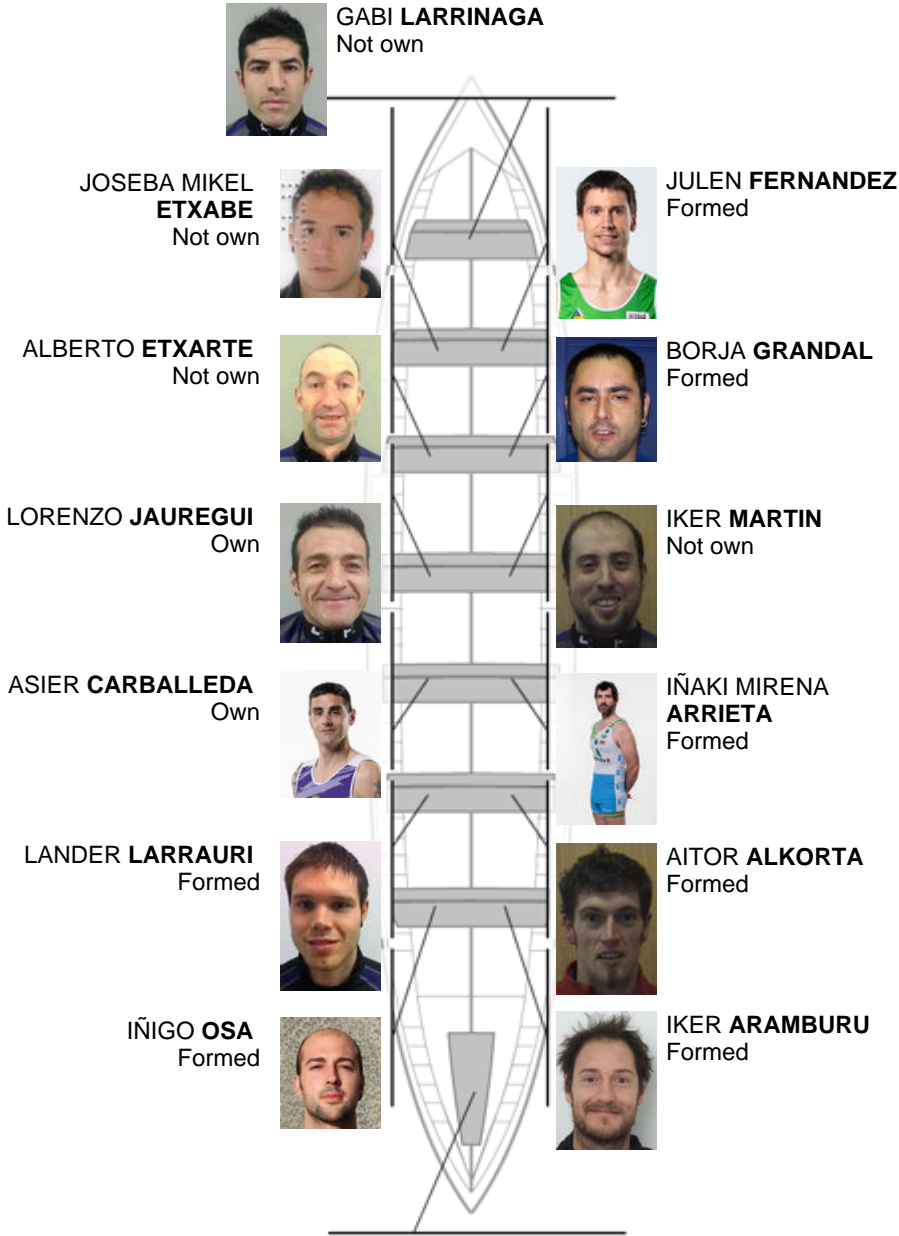 GABI LARRINAGA
Not own
JOSEBA MIKEL
ETXABE
Not own
JULEN FERNANDEZ
Formed
ALBERTO ETXARTE
Not own
BORJA GRANDAL
Formed
LORENZO JAUREGUI
Own
IKER MARTIN
Not own
ASIER CARBALLEDA
Own
IÑAKI MIRENA
ARRIETA
Formed
LANDER LARRAURI
Formed
AITOR ALKORTA
Formed
IÑIGO OSA
Formed
IKER ARAMBURU
Formed